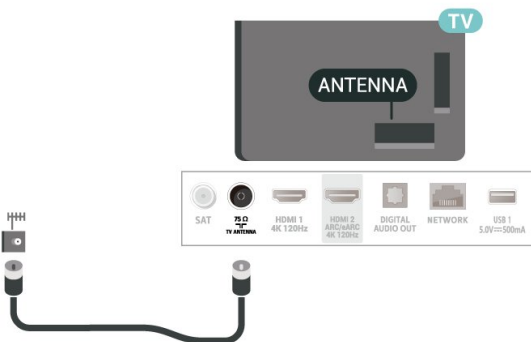 TV
ANTENNA
SAT
75 Ω
TV ANTENNA
HDMI 1
4K 120Hz
HDMI 2
ARC/eARC
4K 120Hz
DIGITAL
AUDIO OUT
NETWORK
USB 1
5.0V⎓500mA